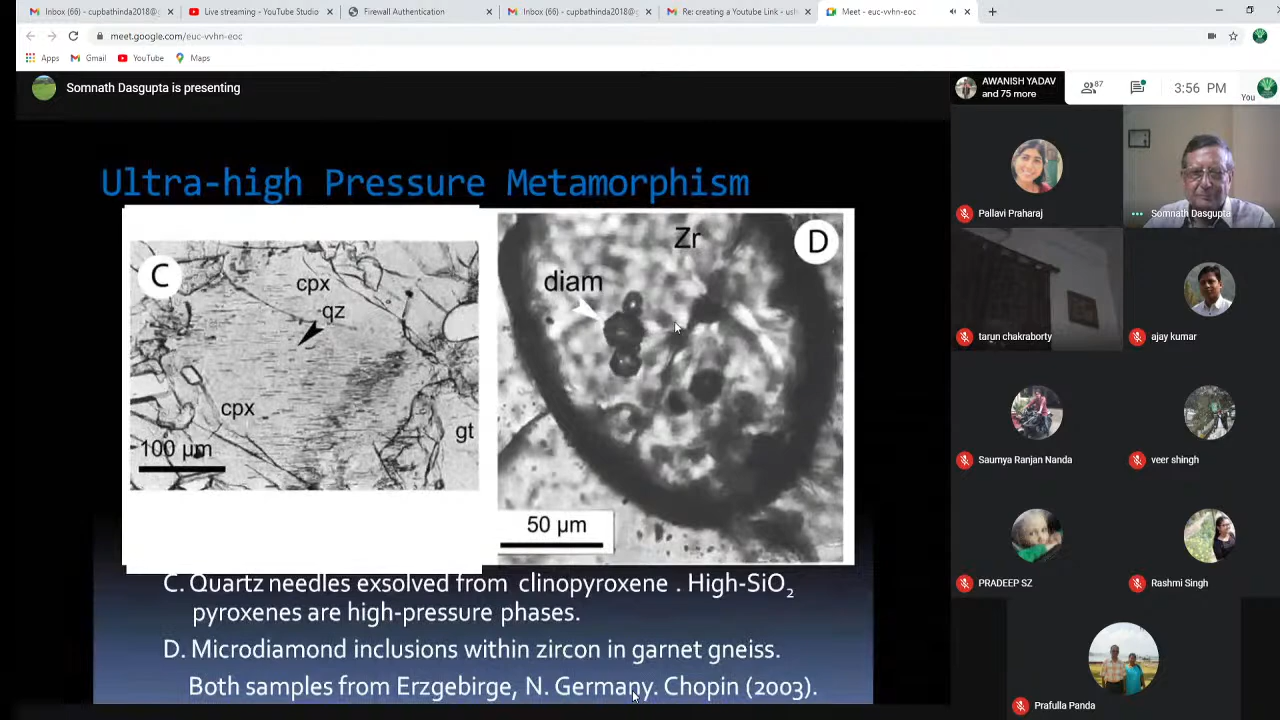 Inbox (66) - cupbathinda2018@g
Live streaming - YouTube Studio
Firewall Authentication
Inbox (66) - cupbathinda2018@g
Re: creating a Youtube Link - ush
Meet - euc-vvhn-eoc
meet.google.com/euc-vvhn-eoc
Apps
Gmail
YouTube
Maps
Somnath Dasgupta is presenting
AWANISH YADAV
and 75 more
87
3:56 PM
You
Ultra-high Pressure Metamorphism
C
cpx
qz
cpx
gt
100 µm
D
Zr
diam
50 µm
C. Quartz needles exsolved from clinopyroxene . High-SiO₂
pyroxenes are high-pressure phases.
D. Microdiamond inclusions within zircon in garnet gneiss.
Both samples from Erzgebirge, N. Germany. Chopin (2003).
Pallavi Praharaj
Somnath Dasgupta
tarun chakraborty
ajay kumar
Saumya Ranjan Nanda
veer shingh
PRADEEP SZ
Rashmi Singh
Prafulla Panda